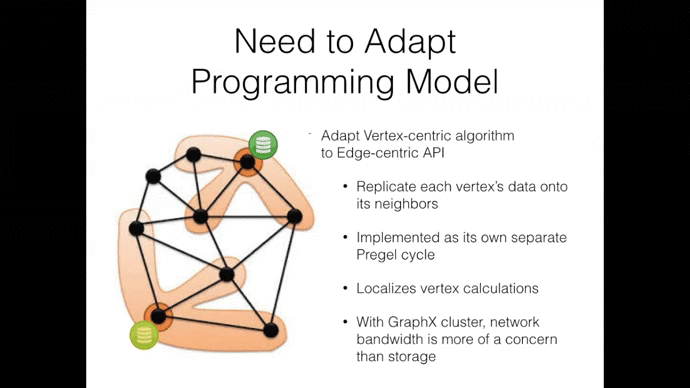 Need to Adapt
Programming Model
- Adapt Vertex-centric algorithm
to Edge-centric API
• Replicate each vertex’s data onto
its neighbors
• Implemented as its own separate
Pregel cycle
• Localizes vertex calculations
• With GraphX cluster, network
bandwidth is more of a concern
than storage